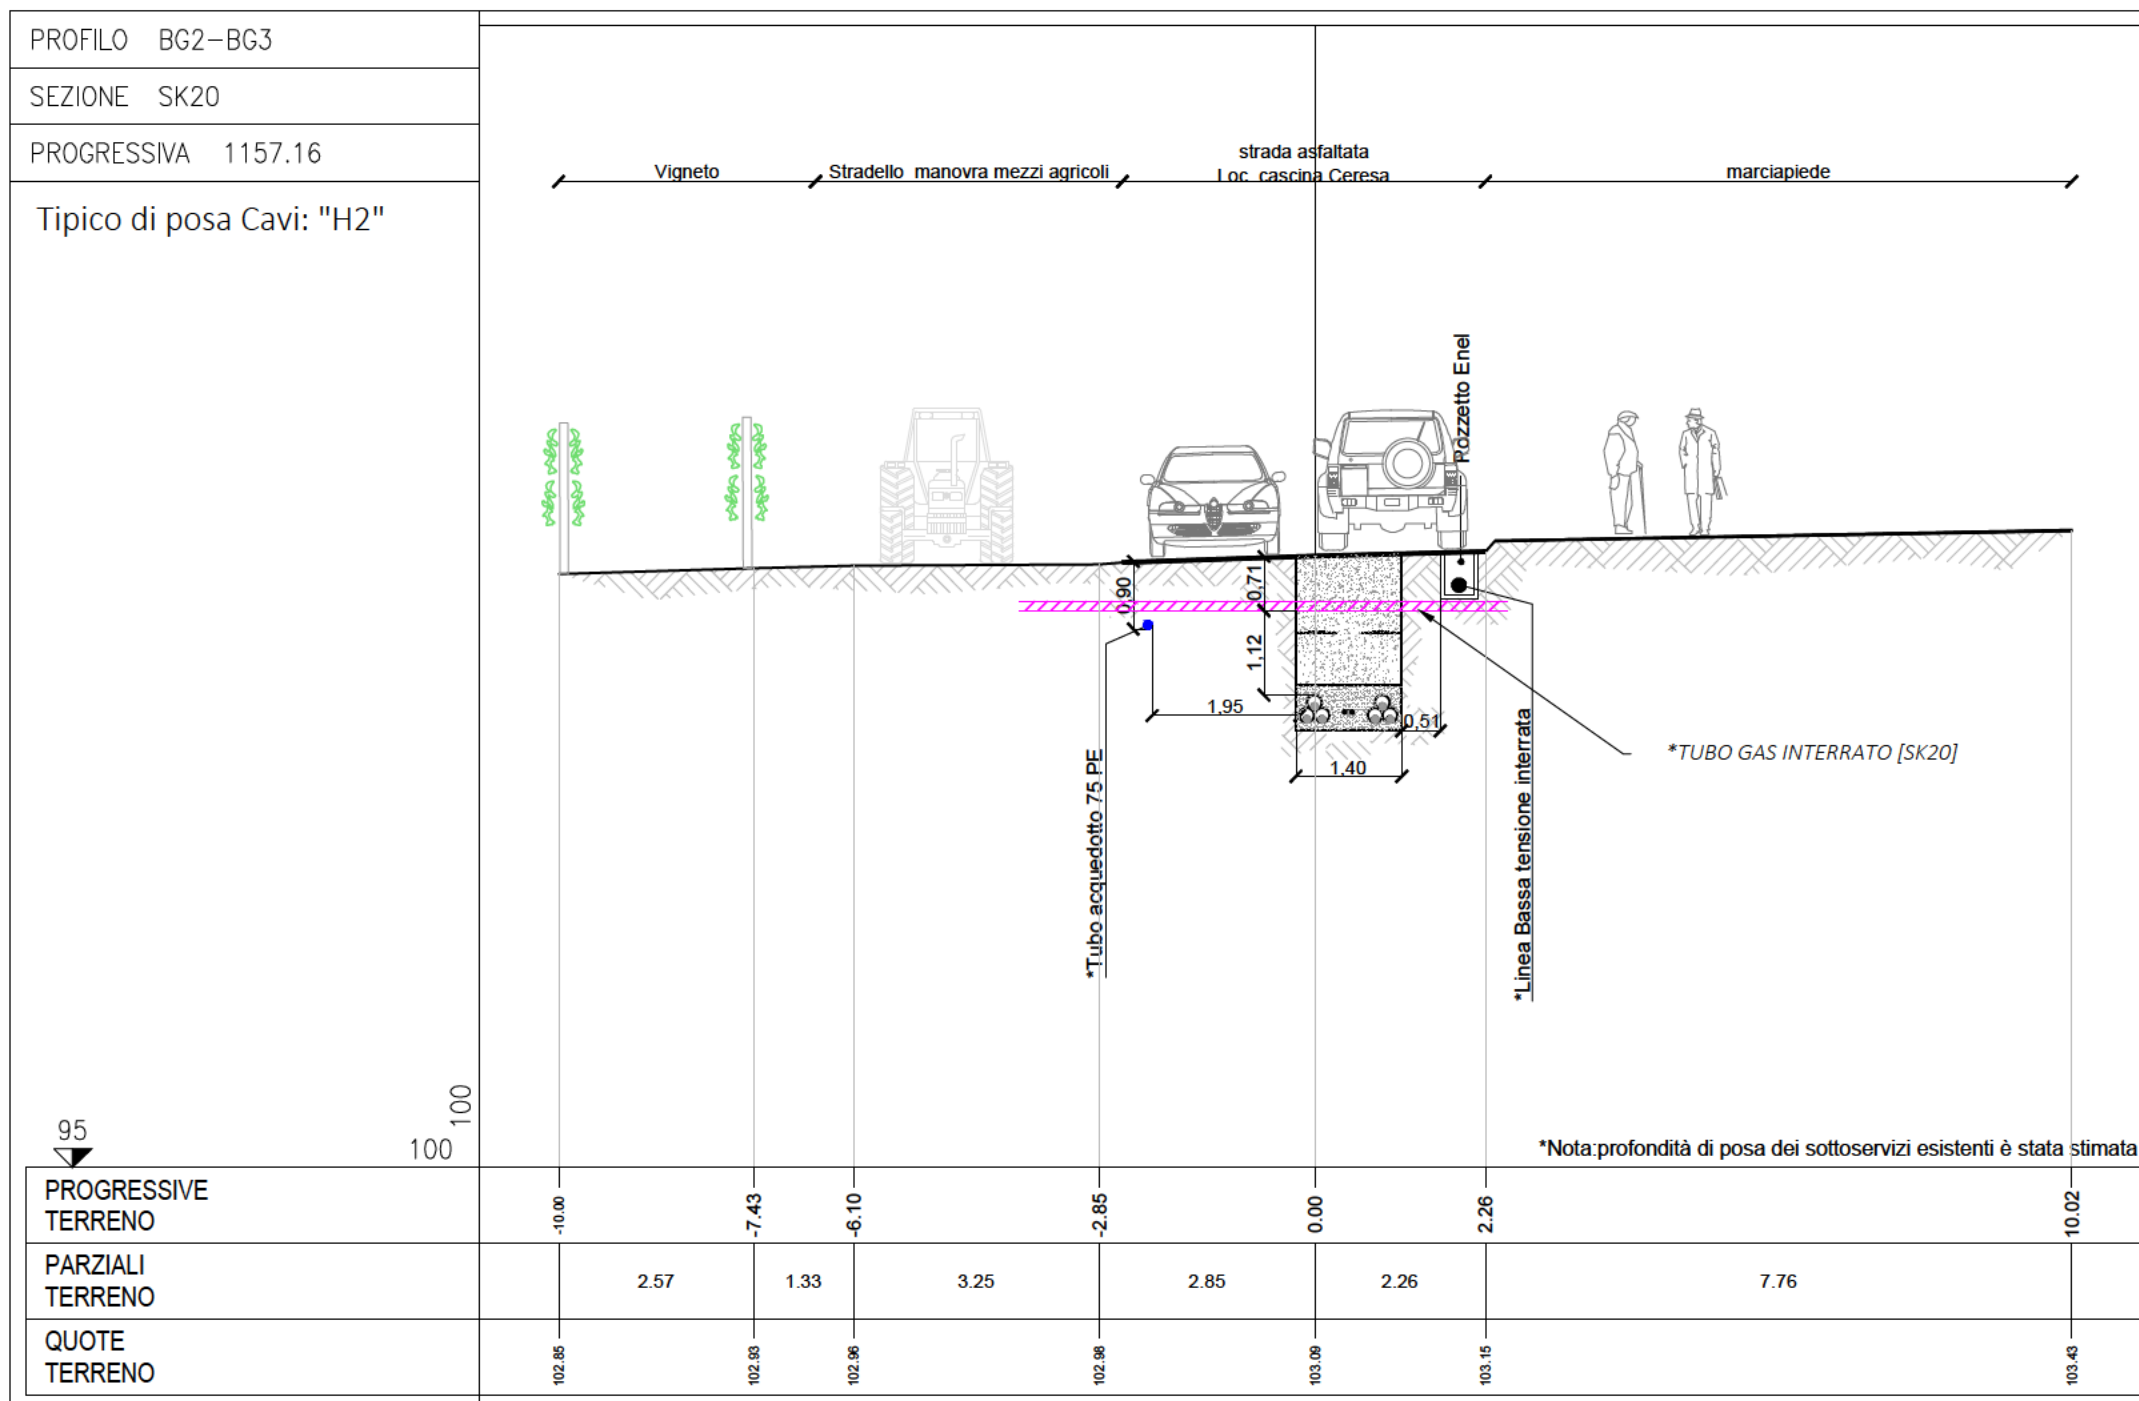 PROFILO BG2-BG3
SEZIONE SK20
PROGRESSIVA 1157.16
Tipico di posa Cavi: "H2"
Vigneto
Stradello manovra mezzi agricoli
strada asfaltata
Loc. cascina Ceresa
marciapiede
Pozzetto Enel
0,90
0,71
1,12
1,95
0,51
1,40
*TUBO GAS INTERRATO [SK20]
*Tubo acquedotto 75 PE
*Linea Bassa tensione interrata
95
100
100
*Nota:profondità di posa dei sottoservizi esistenti è stata stimata
PROGRESSIVE
TERRENO
-10.00 -7.43 -6.10 -2.85 0.00 2.26 10.02
PARZIALI
TERRENO
2.57 1.33 3.25 2.85 2.26 7.76
QUOTE
TERRENO
102.85 102.93 102.96 102.98 103.09 103.15 103.43